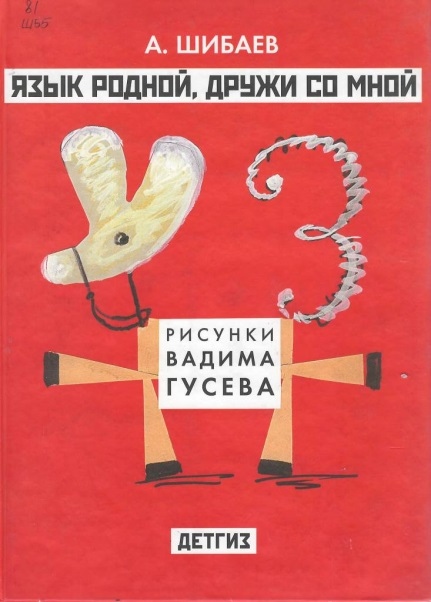 81
Ш55
А. ШИБАЕВ
ЯЗЫК РОДНОЙ, ДРУЖИ СО МНОЙ
РИСУНКИ
ВАДИМА
ГУСЕВА
ДЕТГИЗ